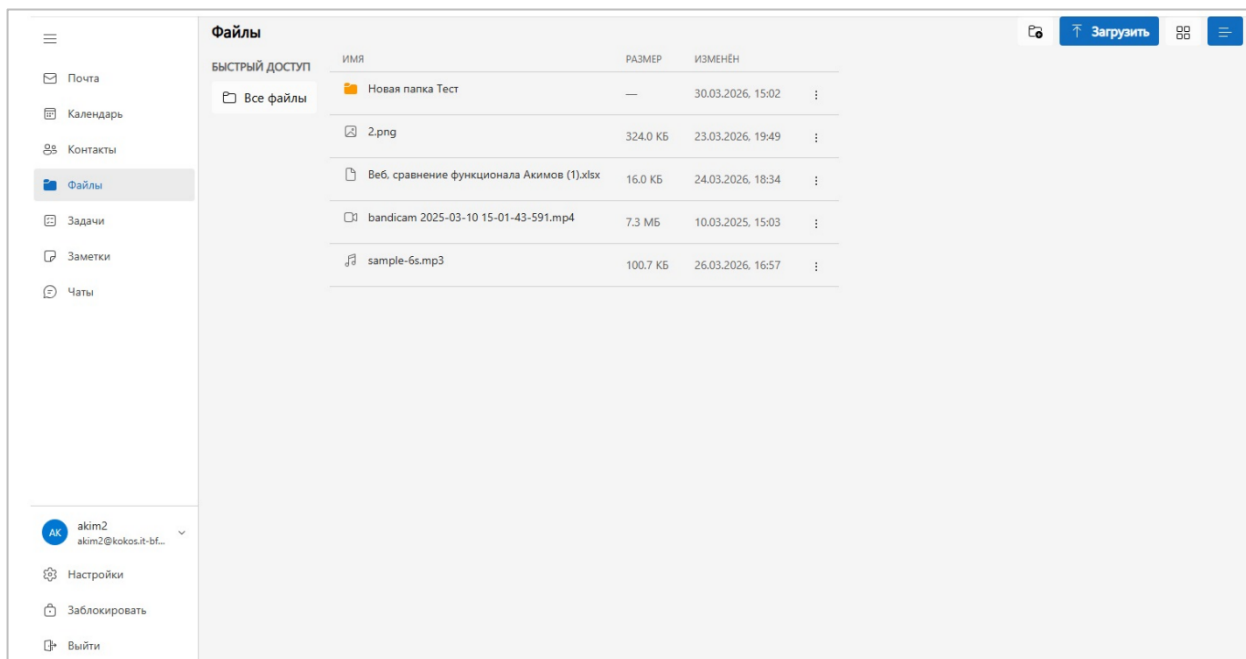 Файлы
Загрузить
Почта
Календарь
Контакты
Файлы
Задачи
Заметки
Чаты
БЫСТРЫЙ ДОСТУП
Все файлы
ИМЯ РАЗМЕР ИЗМЕНЁН
Новая папка Тест — 30.03.2026, 15:02
2.png 324.0 КБ 23.03.2026, 19:49
Веб, сравнение функционала Акимов (1).xlsx 16.0 КБ 24.03.2026, 18:34
bandicam 2025-03-10 15-01-43-591.mp4 7.3 МБ 10.03.2025, 15:03
sample-6s.mp3 100.7 КБ 26.03.2026, 16:57
AK
akim2
akim2@kokos.it-bf...
Настройки
Заблокировать
Выйти